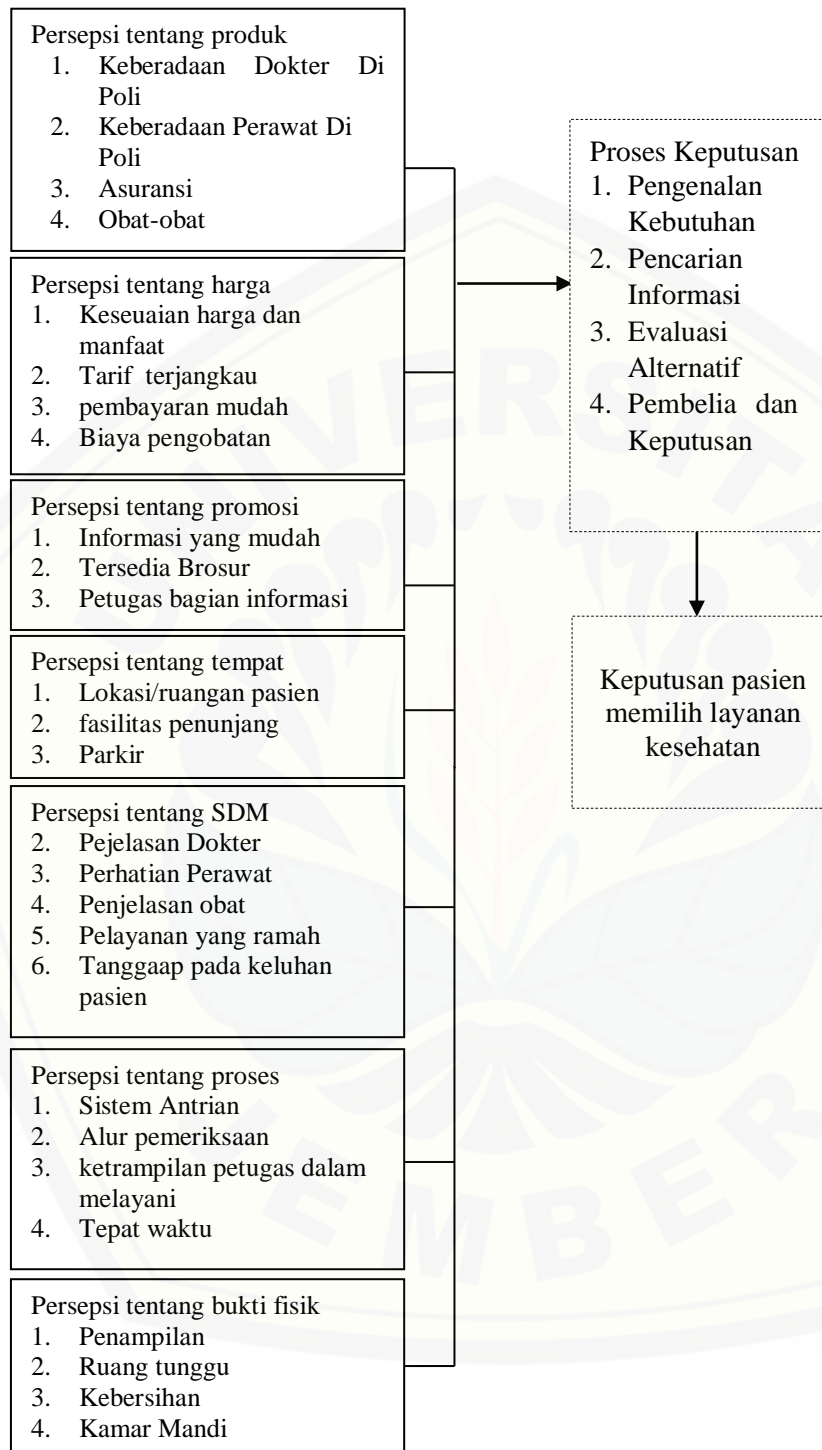 Persepsi tentang produk
1. Keberadaan Dokter Di
Poli
2. Keberadaan Perawat Di
Poli
3. Asuransi
4. Obat-obat
Persepsi tentang harga
1. Keseuaian harga dan
manfaat
2. Tarif terjangkau
3. pembayaran mudah
4. Biaya pengobatan
Persepsi tentang promosi
1. Informasi yang mudah
2. Tersedia Brosur
3. Petugas bagian informasi
Persepsi tentang tempat
1. Lokasi/ruangan pasien
2. fasilitas penunjang
3. Parkir
Persepsi tentang SDM
2. Pejelasan Dokter
3. Perhatian Perawat
4. Penjelasan obat
5. Pelayanan yang ramah
6. Tanggaap pada keluhan
pasien
Persepsi tentang proses
1. Sistem Antrian
2. Alur pemeriksaan
3. ketrampilan petugas dalam
melayani
4. Tepat waktu
Persepsi tentang bukti fisik
1. Penampilan
2. Ruang tunggu
3. Kebersihan
4. Kamar Mandi
Proses Keputusan
1. Pengenalan
Kebutuhan
2. Pencarian
Informasi
3. Evaluasi
Alternatif
4. Pembelia dan
Keputusan
Keputusan pasien
memilih layanan
kesehatan
UNIVERSITA
EMBER